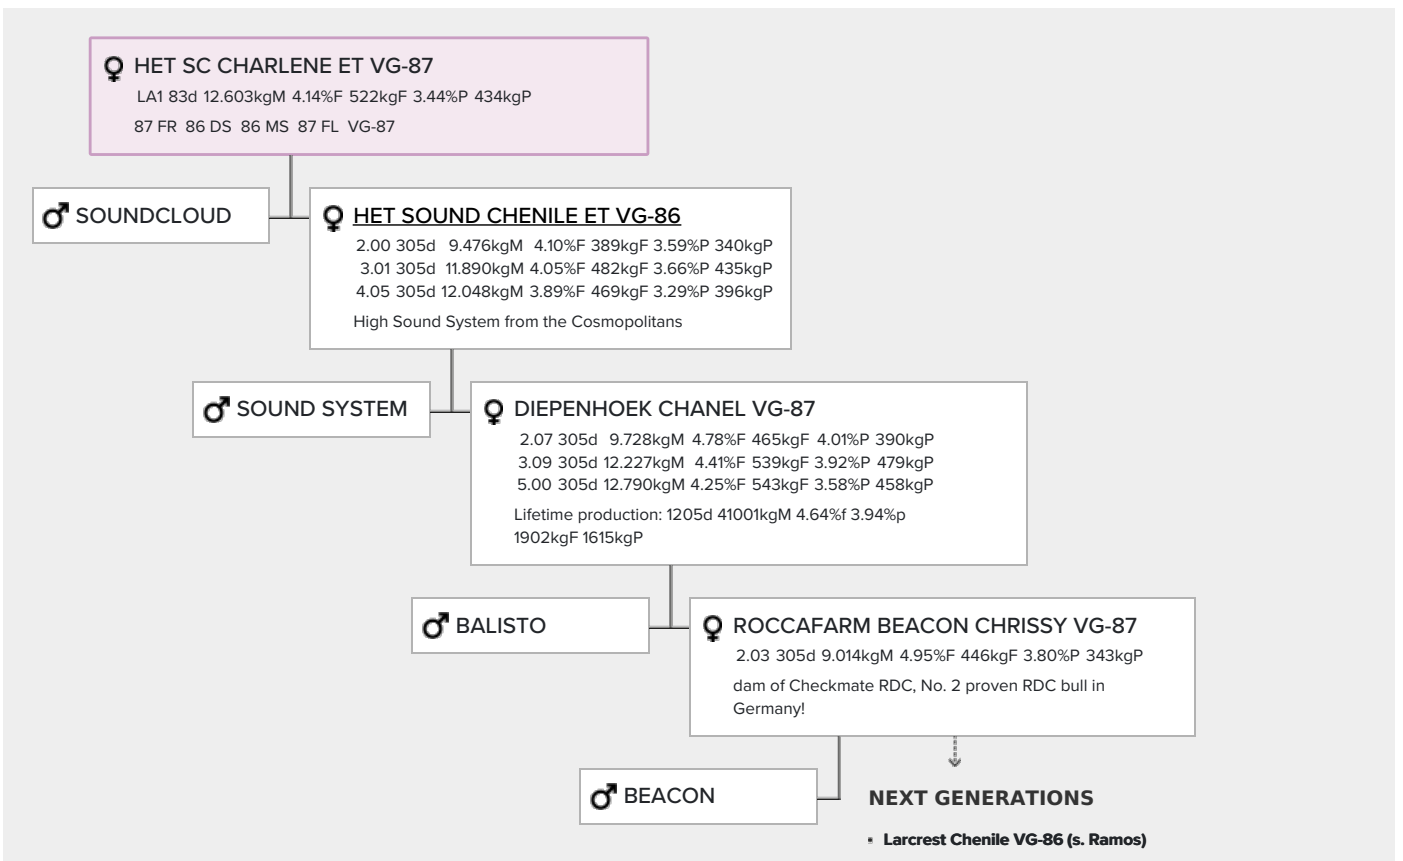 HET SC CHARLENE ET VG-87
LA1 83d 12.603kgM 4.14%F 522kgF 3.44%P 434kgP
87 FR 86 DS 86 MS 87 FL VG-87
SOUNDCLOUD
HET SOUND CHENILE ET VG-86
2.00 305d 9.476kgM 4.10%F 389kgF 3.59%P 340kgP
3.01 305d 11.890kgM 4.05%F 482kgF 3.66%P 435kgP
4.05 305d 12.048kgM 3.89%F 469kgF 3.29%P 396kgP
High Sound System from the Cosmopolitans
SOUND SYSTEM
DIEPENHOEK CHANEL VG-87
2.07 305d 9.728kgM 4.78%F 465kgF 4.01%P 390kgP
3.09 305d 12.227kgM 4.41%F 539kgF 3.92%P 479kgP
5.00 305d 12.790kgM 4.25%F 543kgF 3.58%P 458kgP
Lifetime production: 1205d 41001kgM 4.64%f 3.94%p
1902kgF 1615kgP
BALISTO
ROCCAFARM BEACON CHRISSY VG-87
2.03 305d 9.014kgM 4.95%F 446kgF 3.80%P 343kgP
dam of Checkmate RDC, No. 2 proven RDC bull in
Germany!
BEACON
NEXT GENERATIONS
▪ Larcrest Chenile VG-86 (s. Ramos)